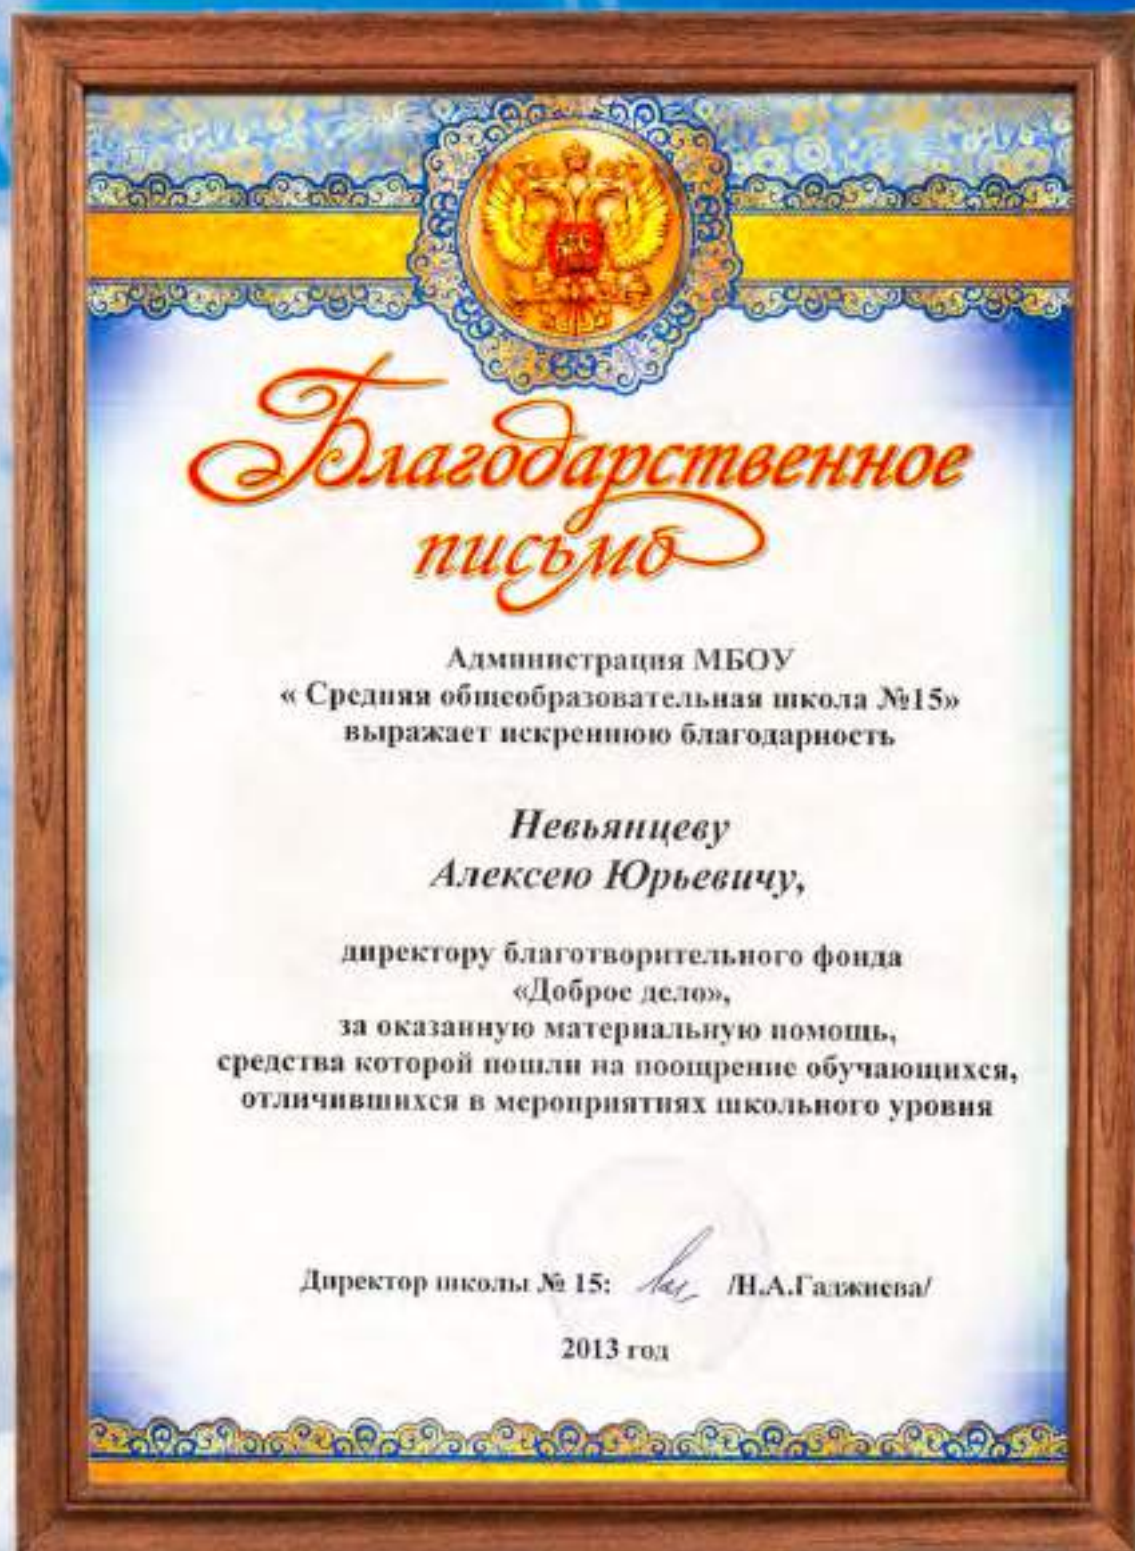 Благодарственное
письмо
Администрация МБОУ
« Средняя общеобразовательная школа №15»
выражает искреннюю благодарность
Невьянцеву
Алексею Юрьевичу,
директору благотворительного фонда
«Доброе дело»,
за оказанную материальную помощь,
средства которой пошли на поощрение обучающихся,
отличившихся в мероприятиях школьного уровня
Директор школы № 15: /Н.А.Гаджиева/
2013 год